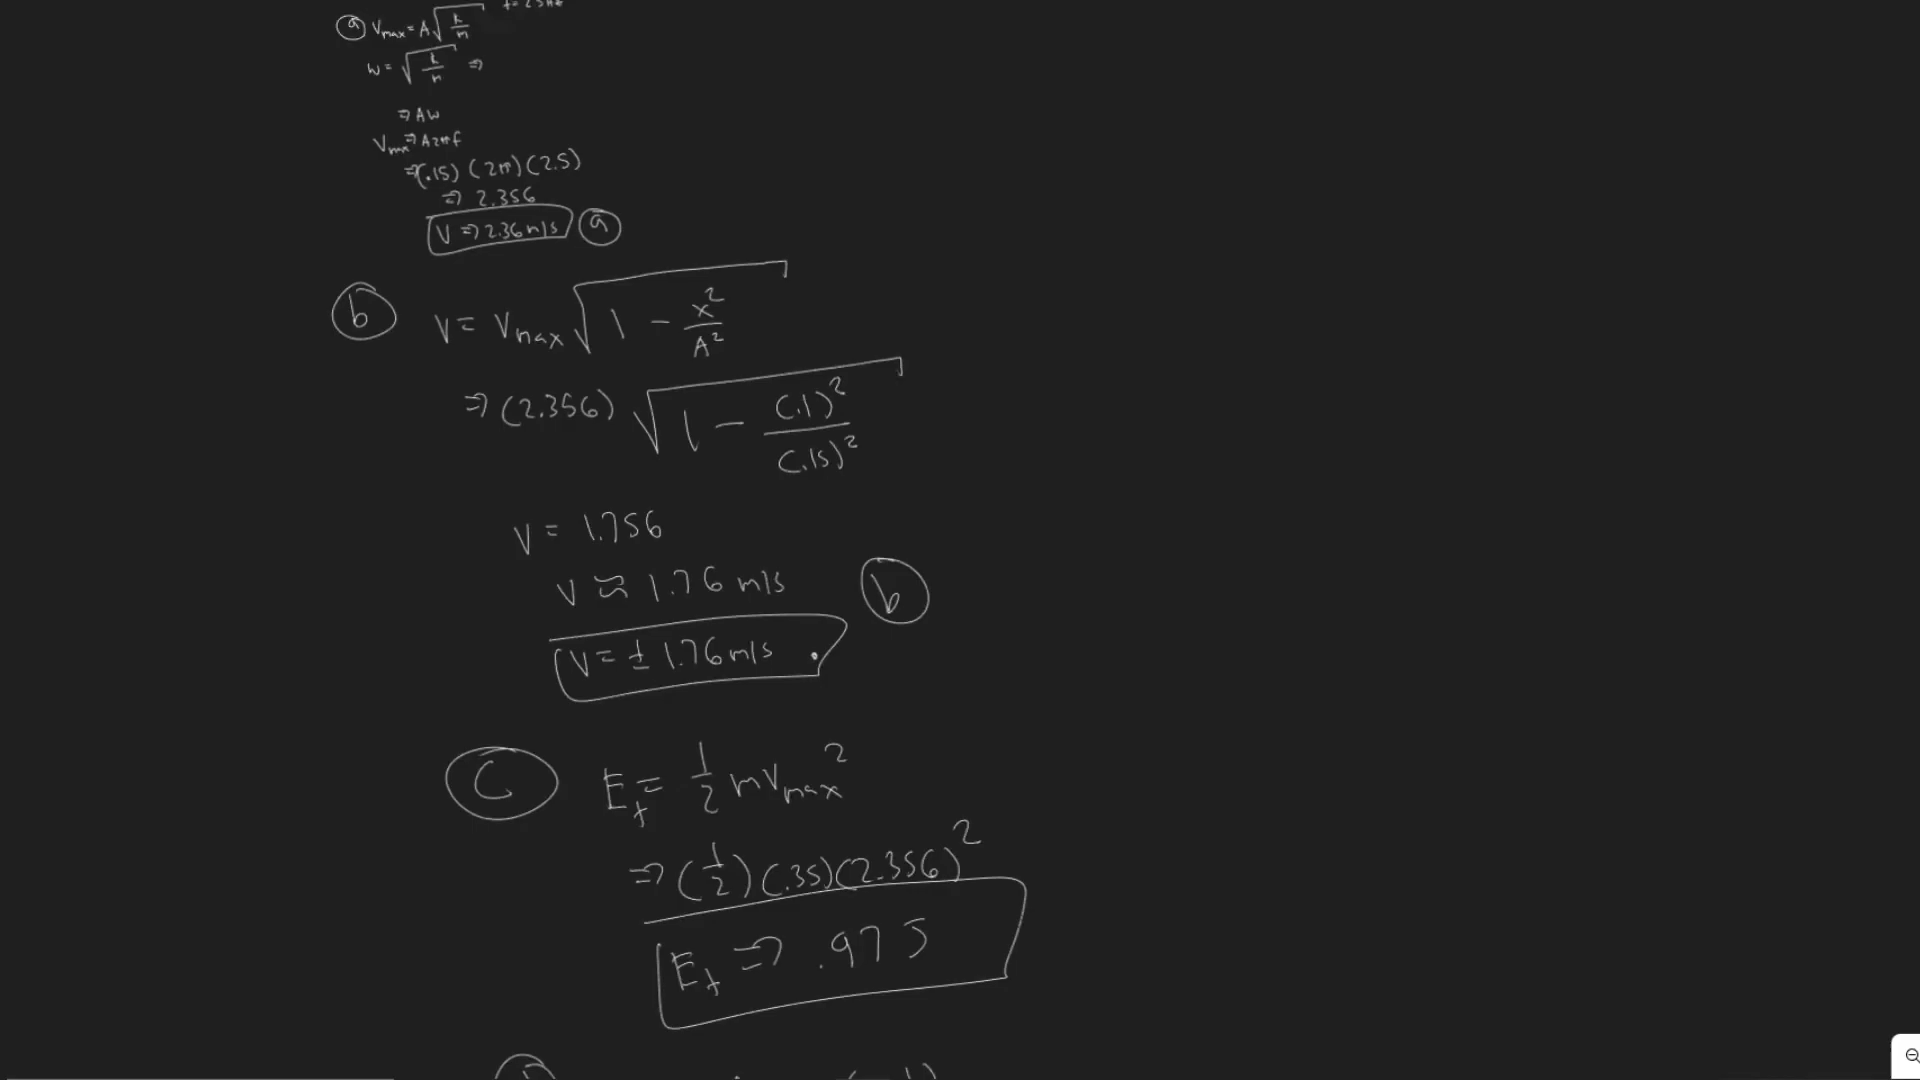 ⓐ Vmax = A√(k/m)
w = √(k/m) ⇒
⇒ Aw
Vmax ⇒ A2πf
⇒ (.15) (2π) (2.5)
⇒ 2.356
V ⇒ 2.36 m/s ⓐ
ⓑ V = Vmax √(1 - x²/A²)
⇒ (2.356) √(1 - (.1)²/(.15)²)
V = 1.756
V ≈ 1.76 m/s ⓑ
V = ± 1.76 m/s .
Ⓒ Et = 1/2 mVmax²
⇒ (1/2) (.35)(2.356)²
Et ⇒ .97 J